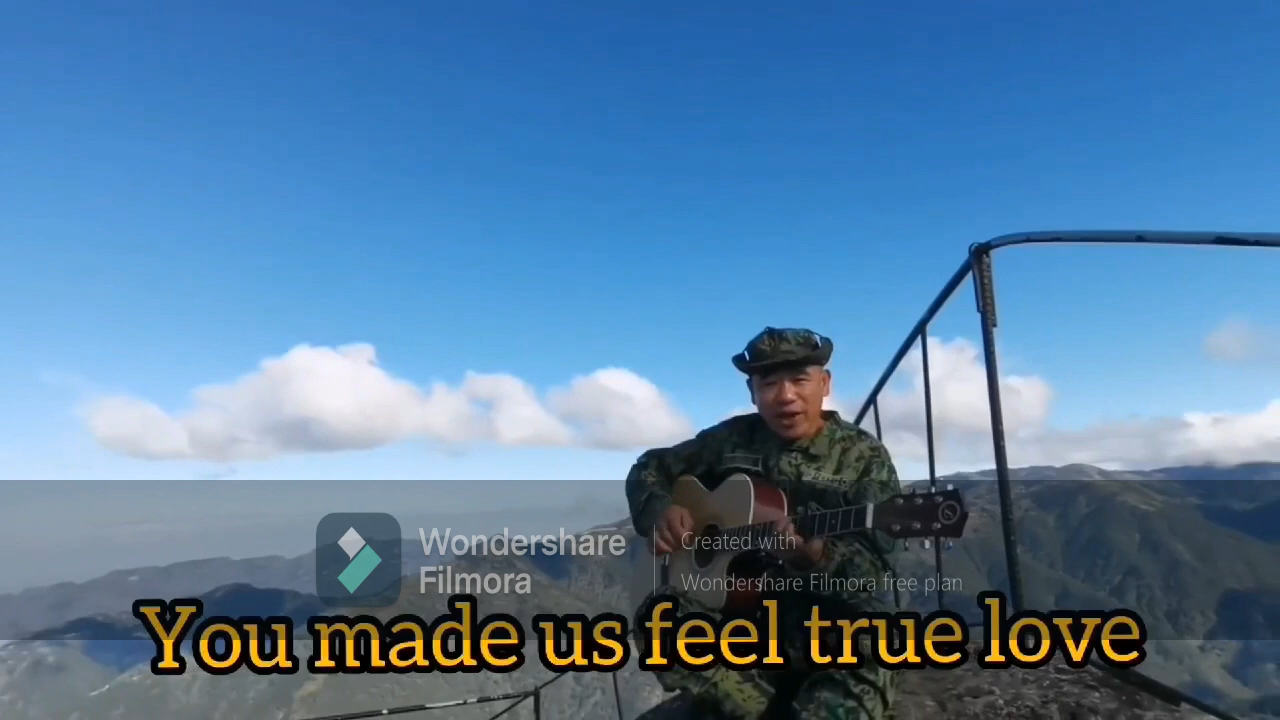 Wondershare
Filmora
Created with
Wondershare Filmora free plan
You made us feel true love